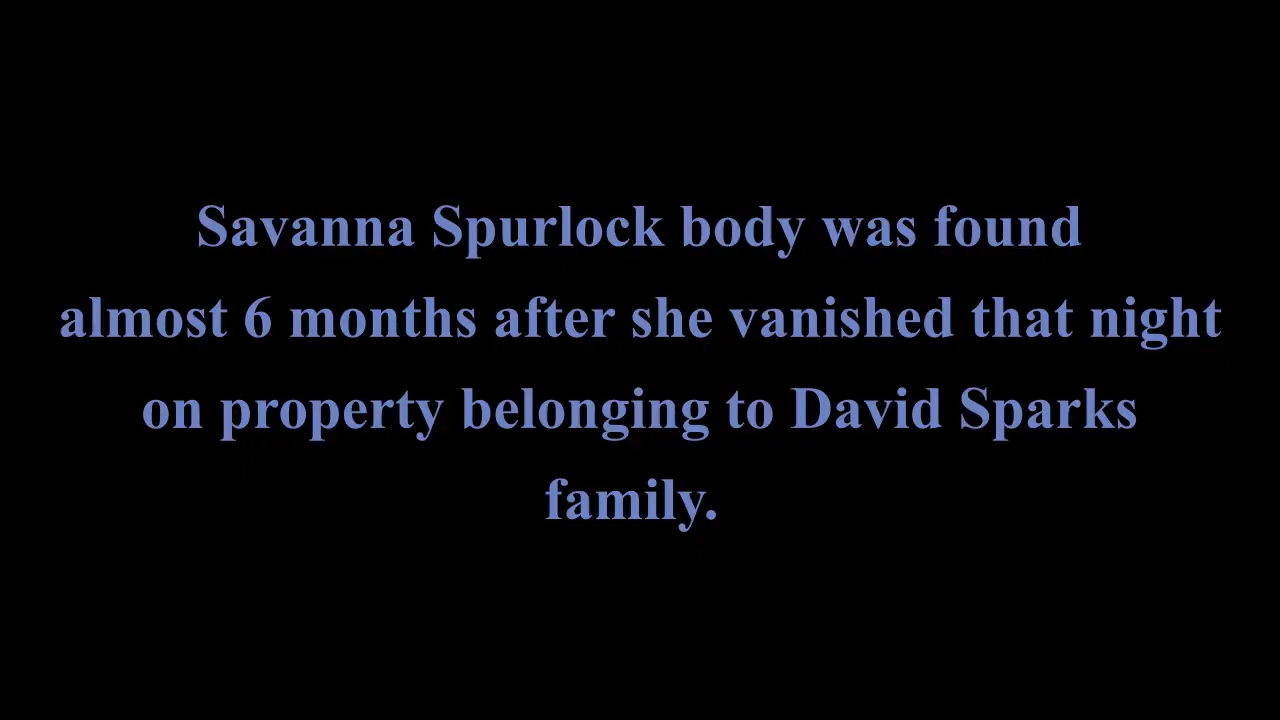 Savanna Spurlock body was found
almost 6 months after she vanished that night
on property belonging to David Sparks
family.